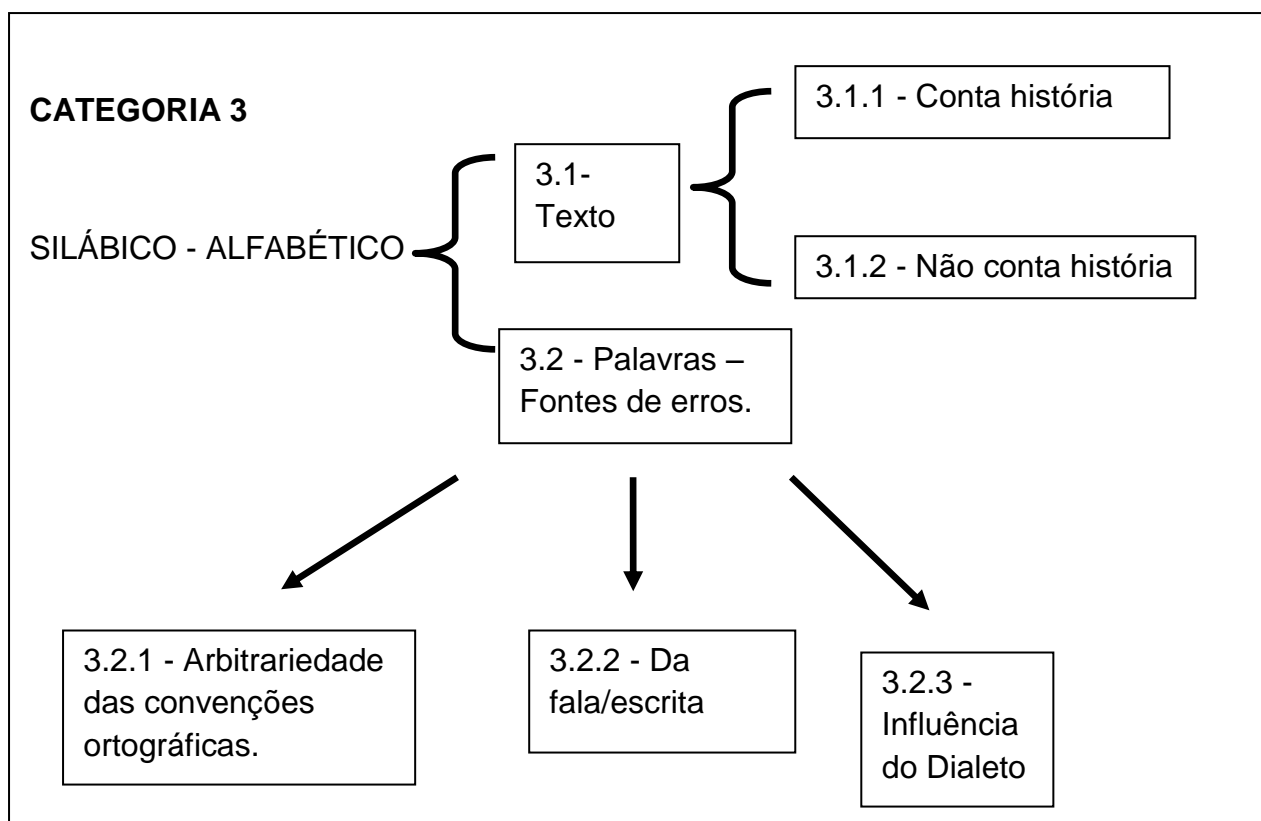 CATEGORIA 3
SILÁBICO - ALFABÉTICO
3.1-
Texto
3.1.1 - Conta história
3.1.2 - Não conta história
3.2 - Palavras –
Fontes de erros.
3.2.1 - Arbitrariedade
das convenções
ortográficas.
3.2.2 - Da
fala/escrita
3.2.3 -
Influência
do Dialeto